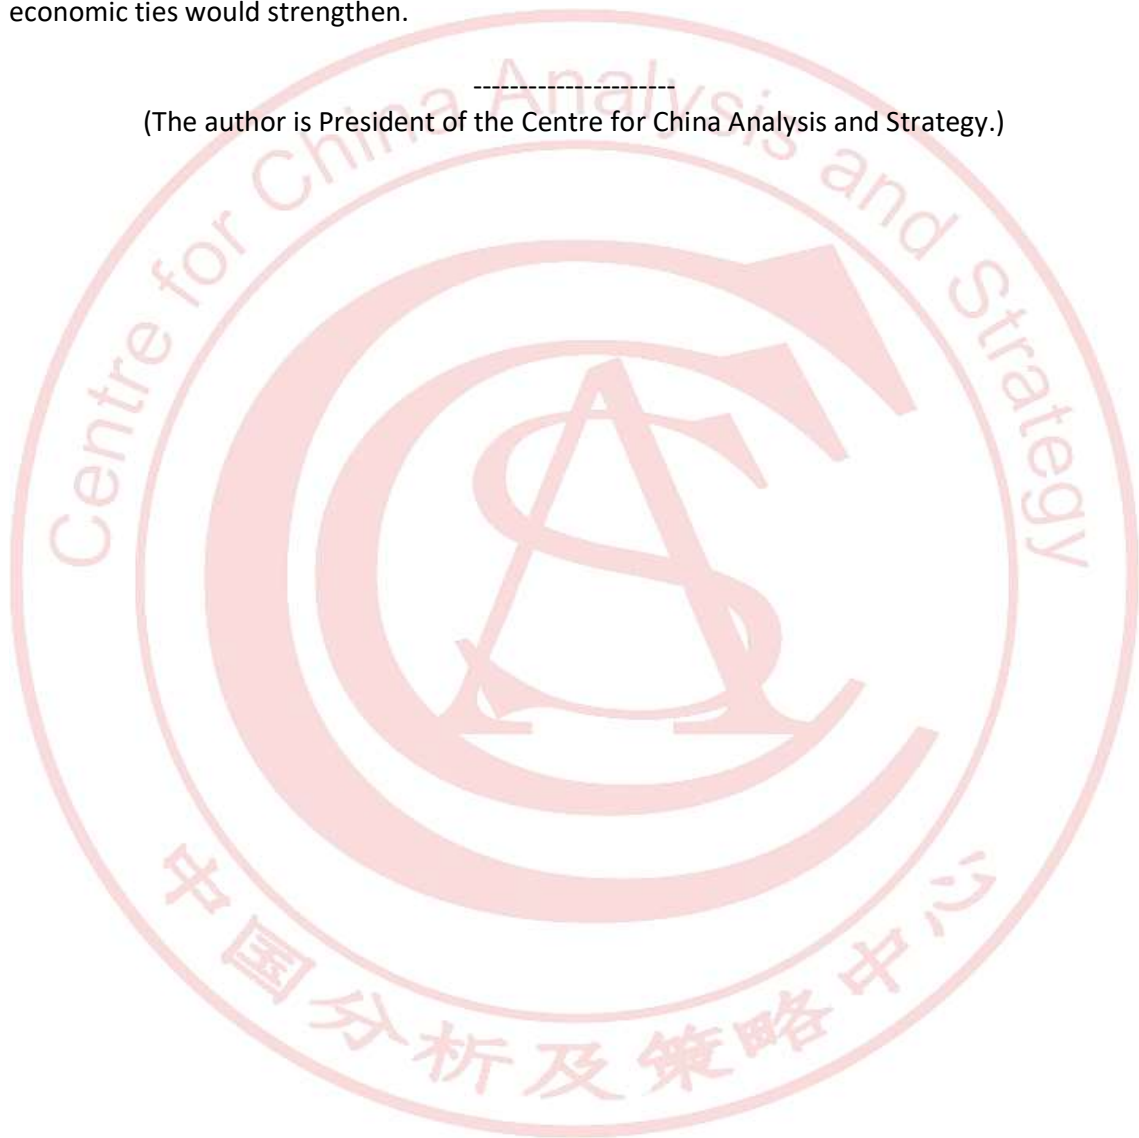 economic ties would strengthen.
----------------------
(The author is President of the Centre for China Analysis and Strategy.)
Centre for China Analysis and Strategy
CCAS
中国分析及策略中心